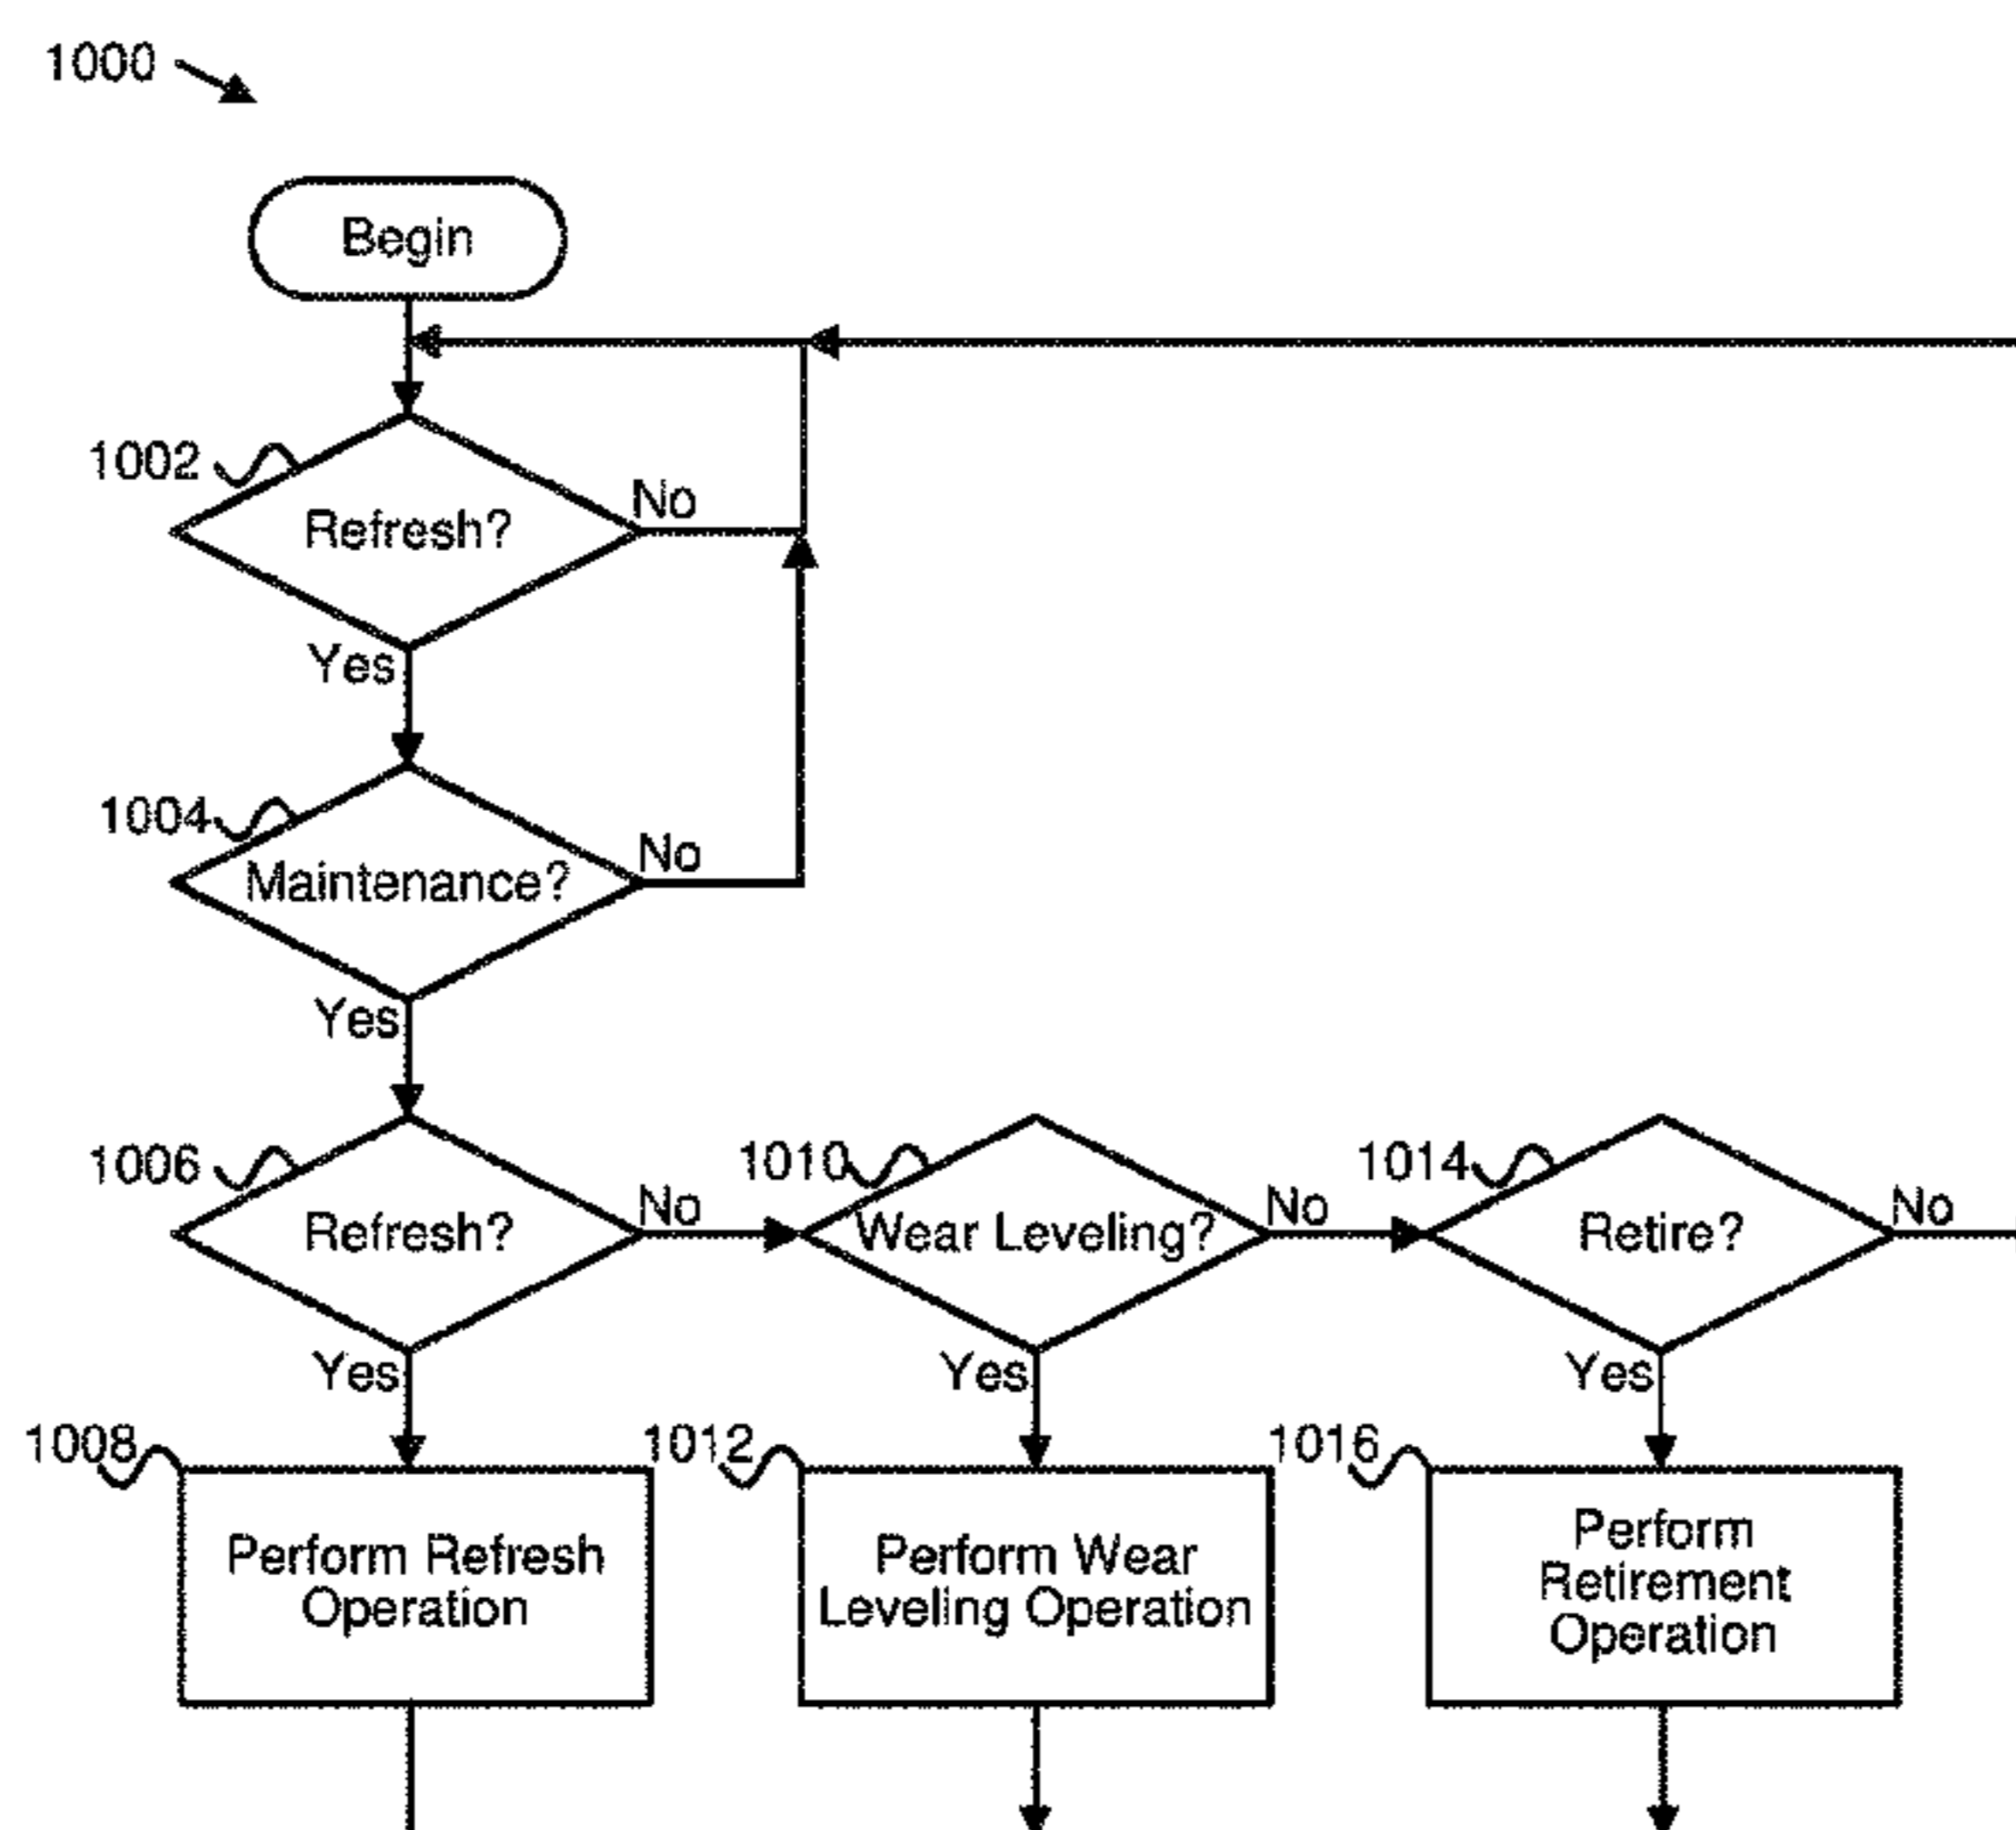 1000
Begin
1002
Refresh?
No
Yes
1004
Maintenance?
No
Yes
1006
Refresh?
No
Yes
1010
Wear Leveling?
No
Yes
1014
Retire?
No
Yes
1008
Perform Refresh
Operation
1012
Perform Wear
Leveling Operation
1016
Perform
Retirement
Operation